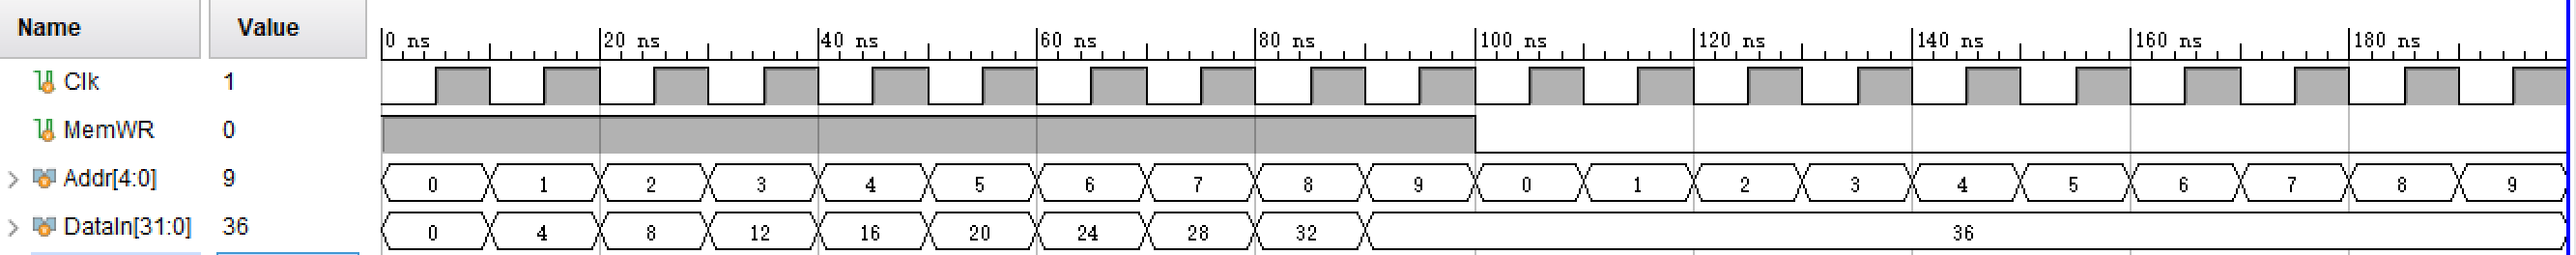 Name Value 0 ns 20 ns 40 ns 60 ns 80 ns 100 ns 120 ns 140 ns 160 ns 180 ns
Clk 1
MemWR 0
Addr[4:0] 9 0 1 2 3 4 5 6 7 8 9 0 1 2 3 4 5 6 7 8 9
DataIn[31:0] 36 0 4 8 12 16 20 24 28 32 36